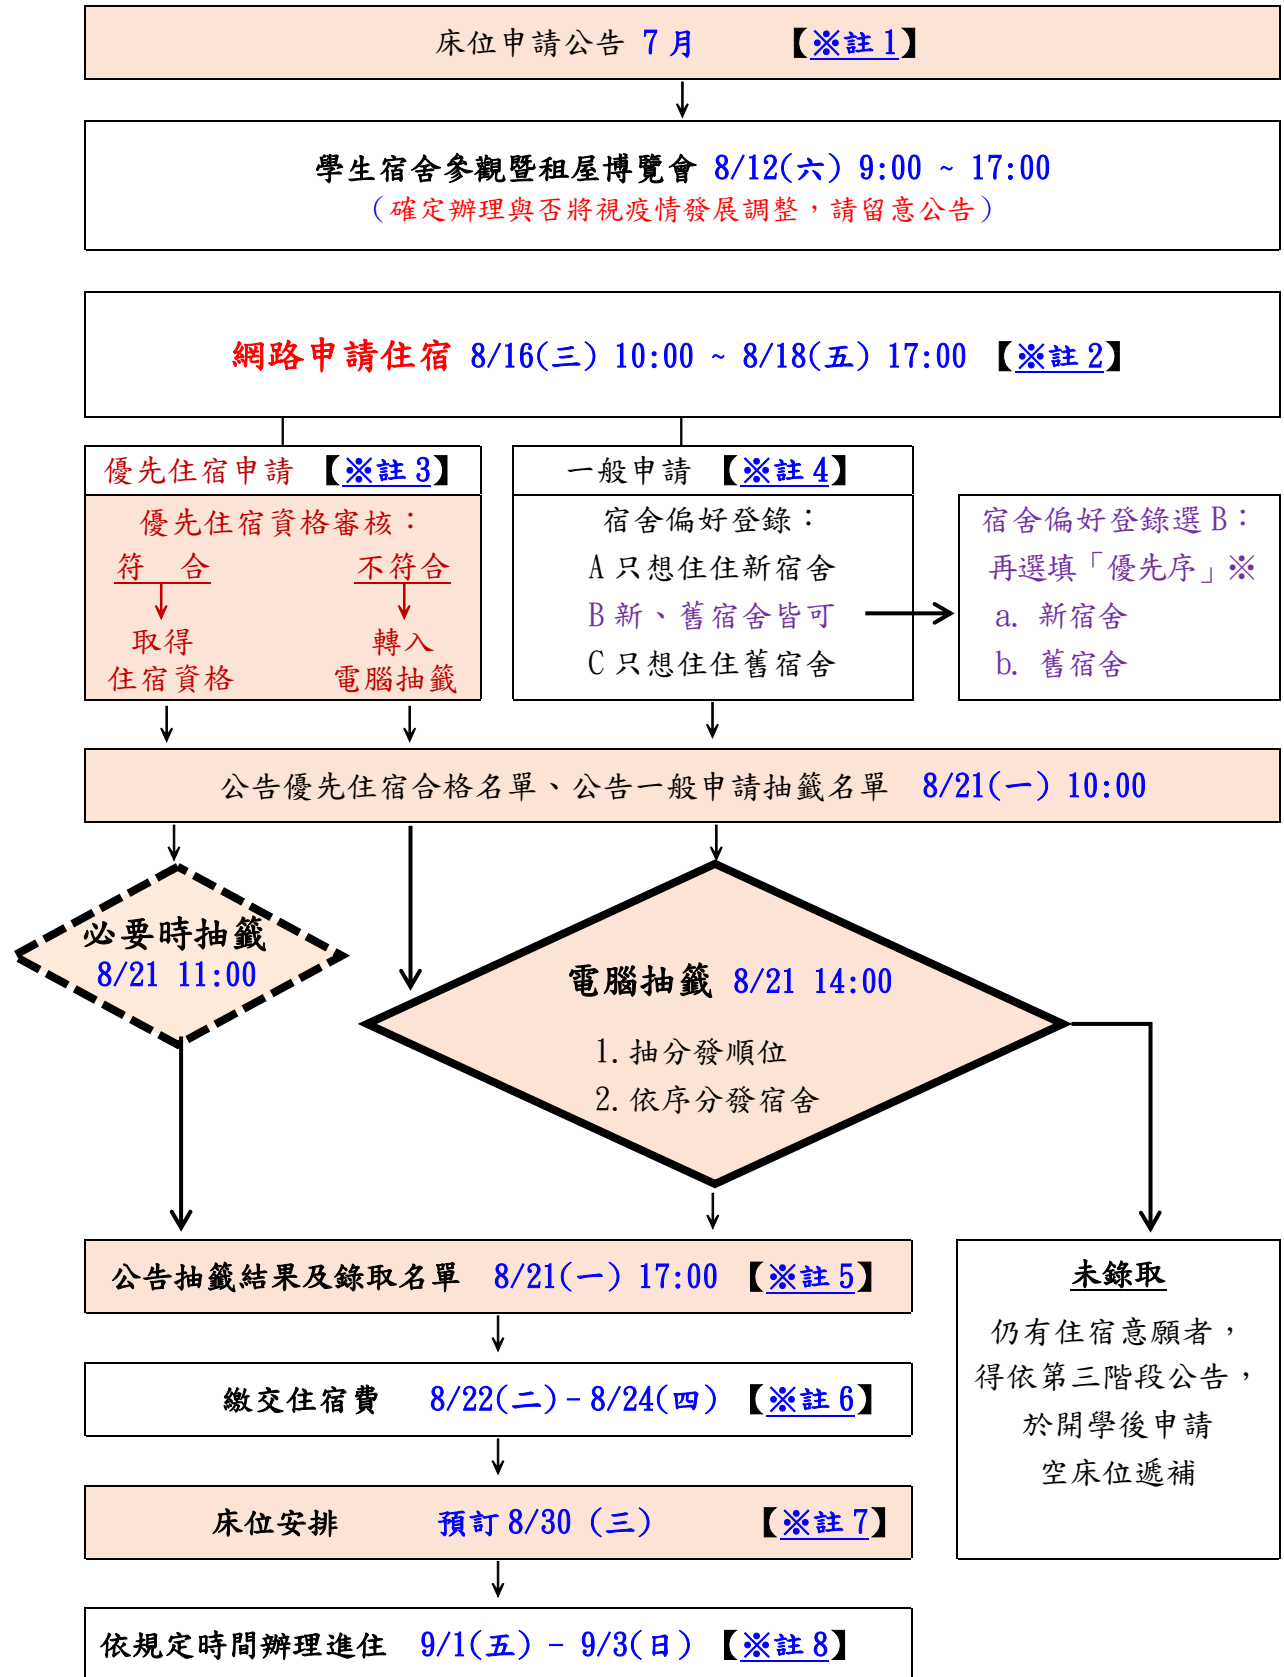 床位申請公告 7 月 【※註 1】
學生宿舍參觀暨租屋博覽會 8/12(六) 9:00 ~ 17:00
(確定辦理與否將視疫情發展調整，請留意公告)
網路申請住宿 8/16(三) 10:00 ~ 8/18(五) 17:00 【※註 2】
優先住宿申請 【※註 3】
優先住宿資格審核：
符 合
不符合
取得
住宿資格
轉入
電腦抽籤
一般申請 【※註 4】
宿舍偏好登錄：
A 只想住住新宿舍
B 新、舊宿舍皆可
C 只想住住舊宿舍
宿舍偏好登錄選 B：
再選填「優先序」※
a. 新宿舍
b. 舊宿舍
公告優先住宿合格名單、公告一般申請抽籤名單 8/21(一) 10:00
必要時抽籤
8/21 11:00
電腦抽籤 8/21 14:00
1. 抽分發順位
2. 依序分發宿舍
公告抽籤結果及錄取名單 8/21(一) 17:00 【※註 5】
繳交住宿費 8/22(二)-8/24(四) 【※註 6】
床位安排 預訂 8/30 (三) 【※註 7】
依規定時間辦理進住 9/1(五) - 9/3(日) 【※註 8】
未錄取
仍有住宿意願者，
得依第三階段公告，
於開學後申請
空床位遞補